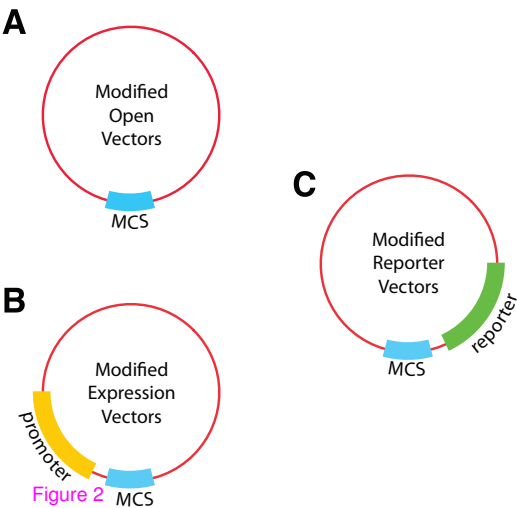 A
Modified
Open
Vectors
MCS
B
Modified
Expression
Vectors
promoter
MCS
Figure 2
C
Modified
Reporter
Vectors
reporter
MCS